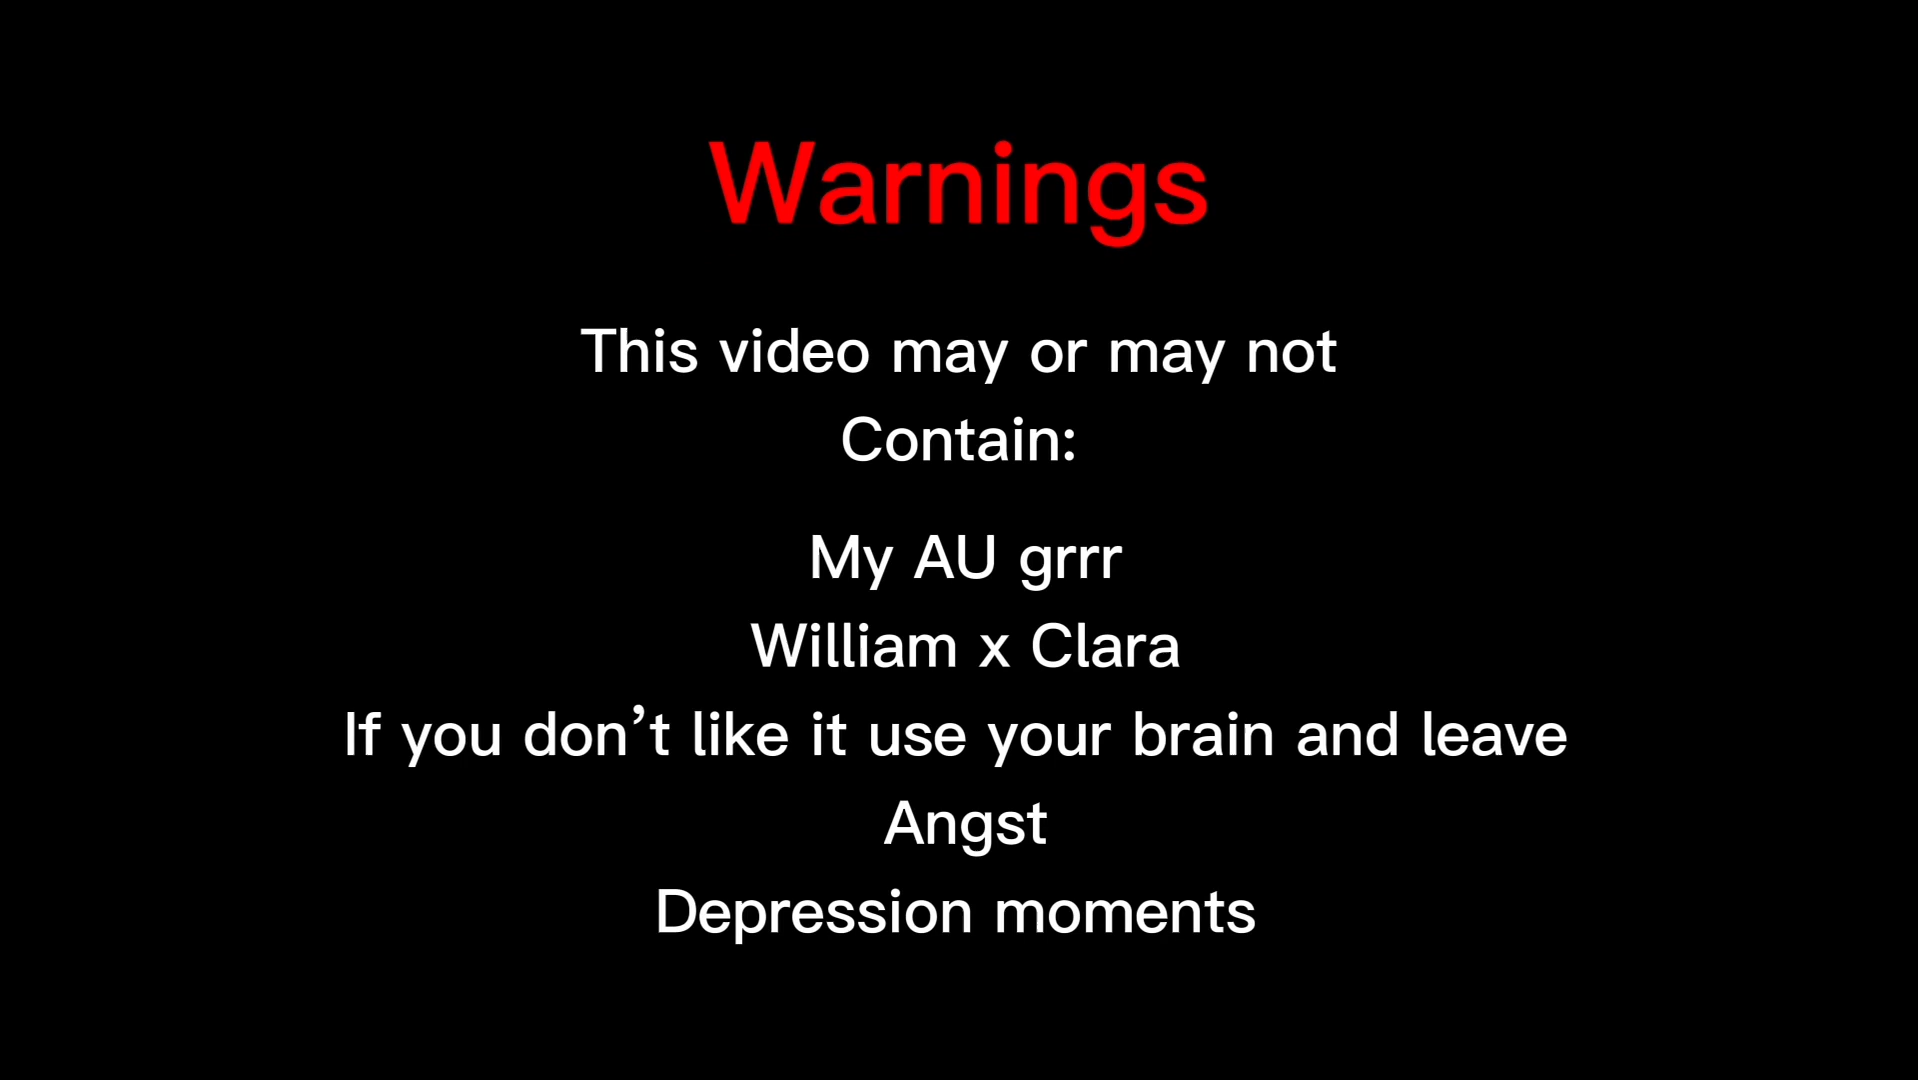 Warnings
This video may or may not
Contain:
My AU grrr
William x Clara
If you don’t like it use your brain and leave
Angst
Depression moments